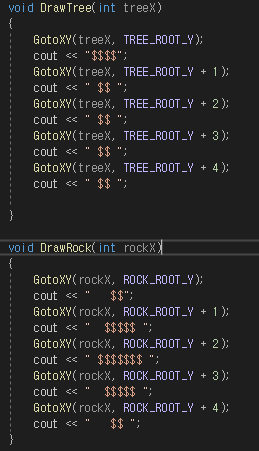 void DrawTree(int treeX)
{
    GotoXY(treeX, TREE_ROOT_Y);
    cout << "$$$$";
    GotoXY(treeX, TREE_ROOT_Y + 1);
    cout << " $$ ";
    GotoXY(treeX, TREE_ROOT_Y + 2);
    cout << " $$ ";
    GotoXY(treeX, TREE_ROOT_Y + 3);
    cout << " $$ ";
    GotoXY(treeX, TREE_ROOT_Y + 4);
    cout << " $$ ";
}
void DrawRock(int rockX)
{
    GotoXY(rockX, ROCK_ROOT_Y);
    cout << "   $$";
    GotoXY(rockX, ROCK_ROOT_Y + 1);
    cout << "  $$$$$ ";
    GotoXY(rockX, ROCK_ROOT_Y + 2);
    cout << " $$$$$$$ ";
    GotoXY(rockX, ROCK_ROOT_Y + 3);
    cout << "  $$$$$ ";
    GotoXY(rockX, ROCK_ROOT_Y + 4);
    cout << "   $$ ";
}